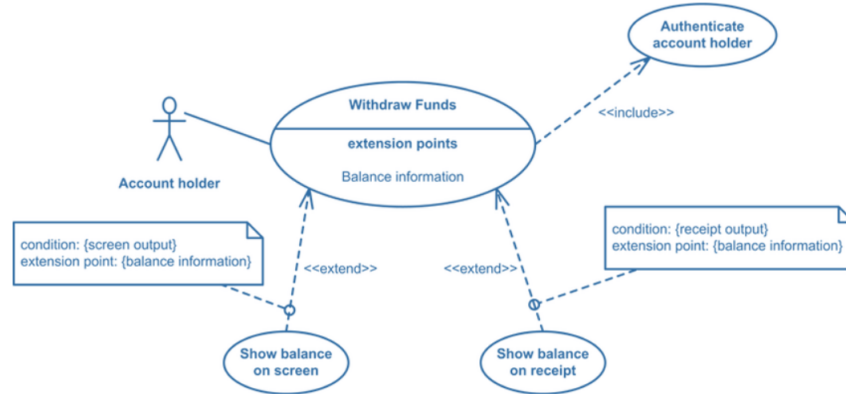 Authenticate
account holder
Withdraw Funds
<<include>>
extension points
Balance information
Account holder
condition: {screen output}
extension point: {balance information}
condition: {receipt output}
extension point: {balance information}
<<extend>>
<<extend>>
Show balance
on screen
Show balance
on receipt